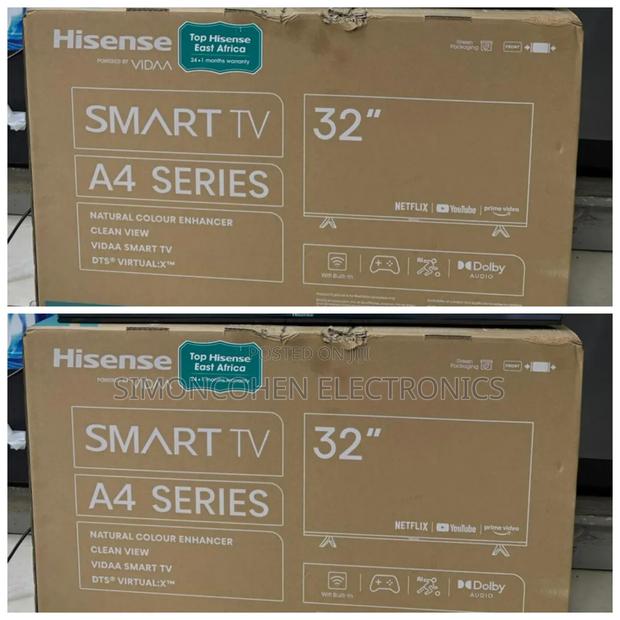 Hisense
POWERED BY VIDAA
Top Hisense
East Africa
24+1 months warranty
Green
Packaging
FRONT
SMART TV
32"
A4 SERIES
NETFLIX YouTube prime video
NATURAL COLOUR ENHANCER
CLEAN VIEW
VIDAA SMART TV
DTS® VIRTUAL:X™
Wifi Built-in
Dolby
AUDIO
Hisense
Hisense
POWERED BY VIDAA
Top Hisense
East Africa
24+1 months warranty
POSTED ON JIJI
SIMONCOHEN ELECTRONICS
Green
Packaging
FRONT
SMART TV
32"
A4 SERIES
NETFLIX YouTube prime video
NATURAL COLOUR ENHANCER
CLEAN VIEW
VIDAA SMART TV
DTS® VIRTUAL:X™
Wifi Built-in
Dolby
AUDIO